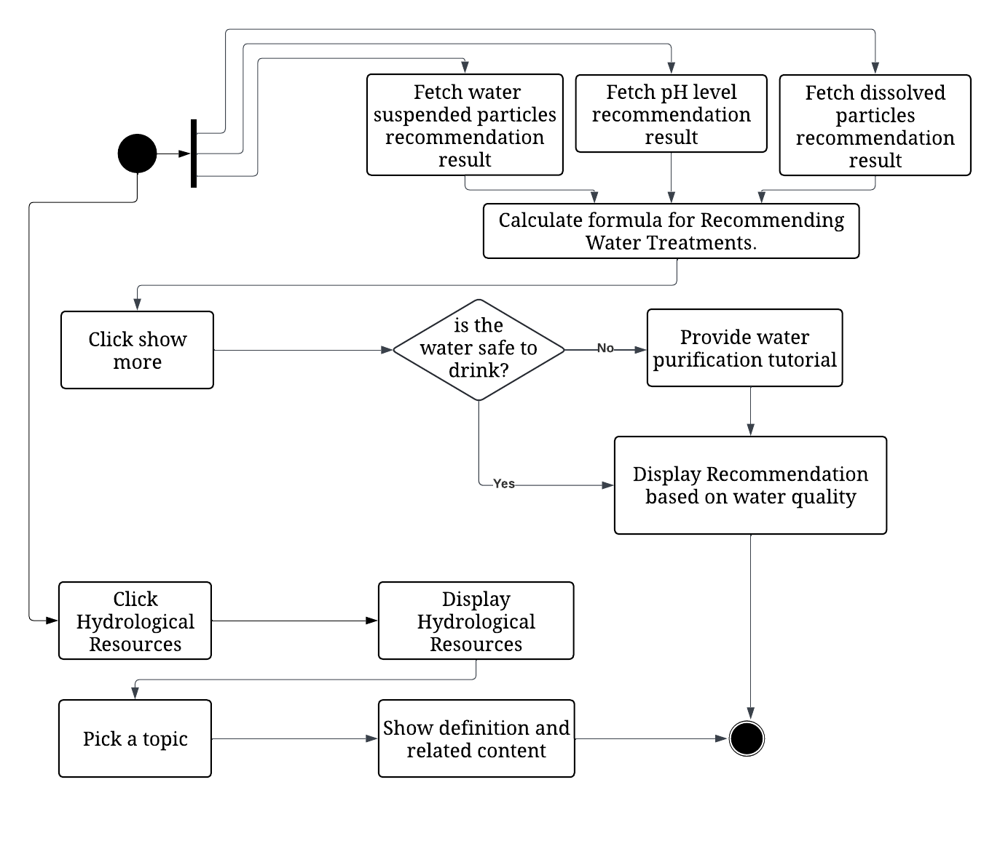 Fetch water
suspended particles
recommendation
result
Fetch pH level
recommendation
result
Fetch dissolved
particles
recommendation
result
Calculate formula for Recommending
Water Treatments.
Click show
more
is the
water safe to
drink?
No
Provide water
purification tutorial
Yes
Display Recommendation
based on water quality
Click
Hydrological
Resources
Display
Hydrological
Resources
Pick a topic
Show definition and
related content